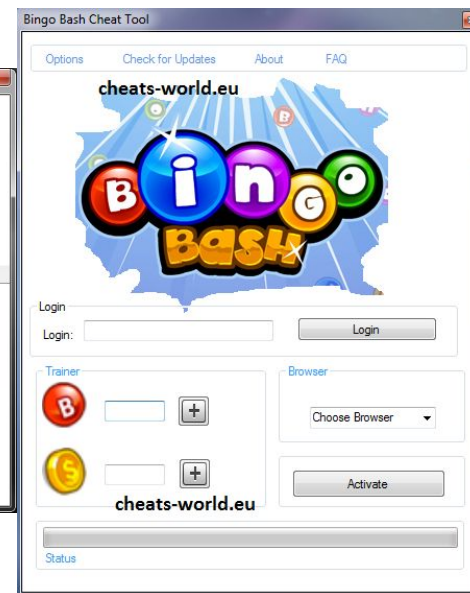 Bingo Bash Cheat Tool
Options Check for Updates About FAQ
cheats-world.eu
BiNGO
BASH
Login
Login: Login
Trainer Browser
B
Choose Browser
$
Activate
cheats-world.eu
Status